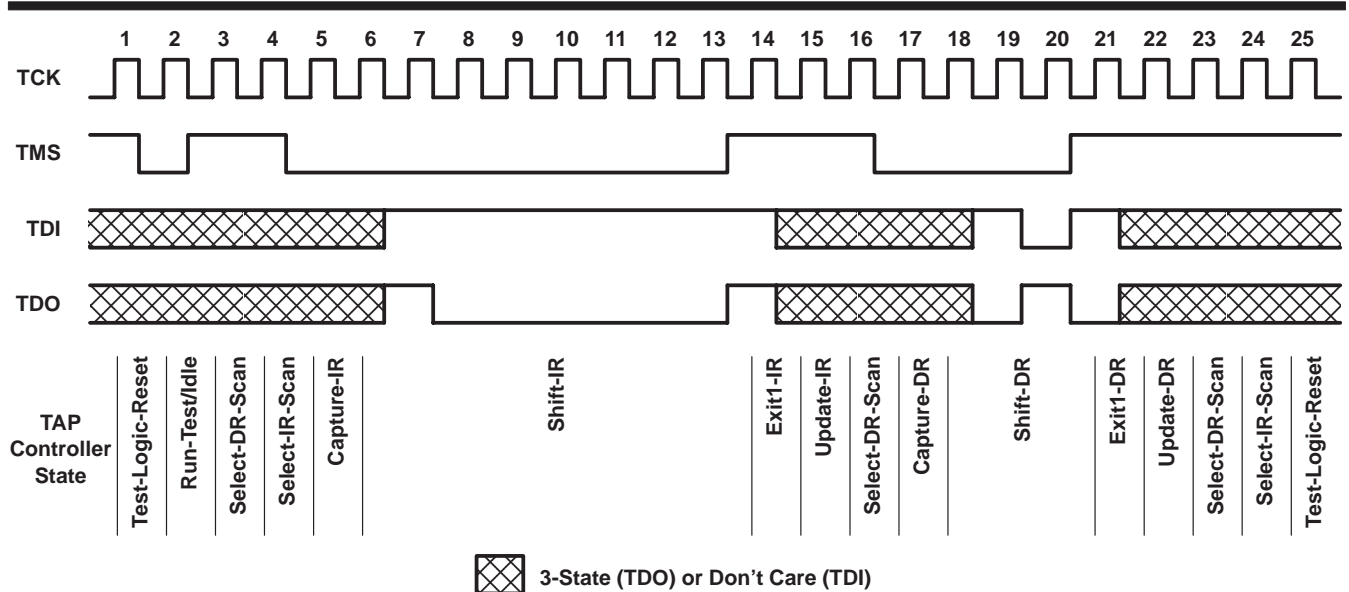 1 2 3 4 5 6 7 8 9 10 11 12 13 14 15 16 17 18 19 20 21 22 23 24 25
TCK
TMS
TDI
TDO
TAP
Controller
State
Test-Logic-Reset
Run-Test/Idle
Select-DR-Scan
Select-IR-Scan
Capture-IR
Shift-IR
Exit1-IR
Update-IR
Select-DR-Scan
Capture-DR
Shift-DR
Exit1-DR
Update-DR
Select-DR-Scan
Select-IR-Scan
Test-Logic-Reset
3-State (TDO) or Don't Care (TDI)